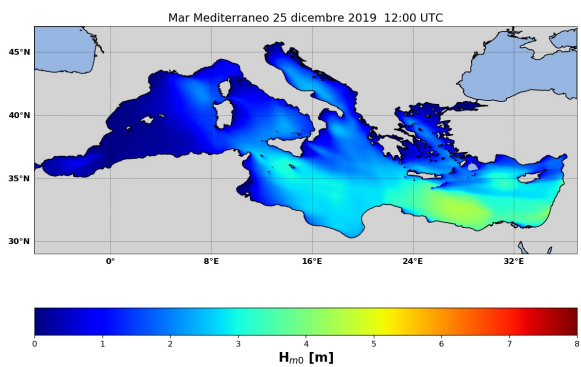 Mar Mediterraneo 25 dicembre 2019 12:00 UTC
45°N
40°N
35°N
30°N
0° 8°E 16°E 24°E 32°E
0 1 2 3 4 5 6 7 8
Hm0 [m]